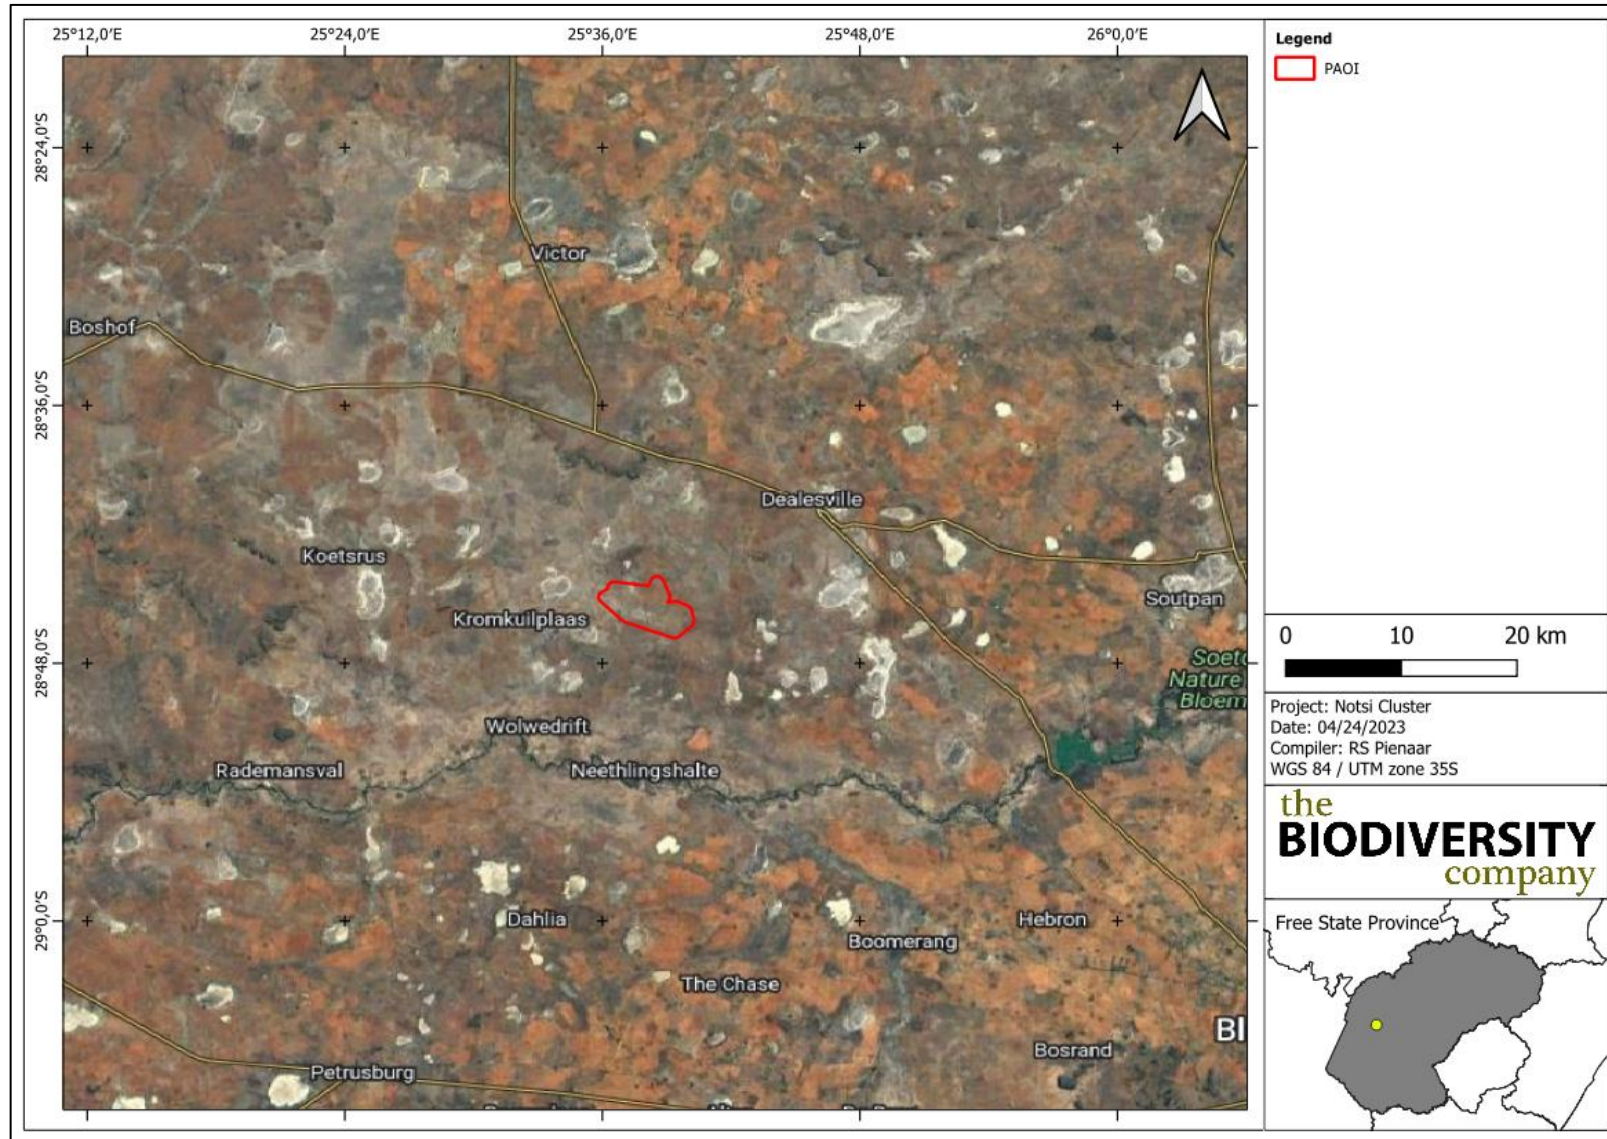 25°12,0'E 25°24,0'E 25°36,0'E 25°48,0'E 26°0,0'E
28°24,0'S
28°36,0'S
28°48,0'S
29°0,0'S
Victor
Boshof
Dealesville
Koetsrus
Kromkuilplaas
Soutpan
Nature
Wolwedrift
Rademansval
Neethlingshalte
Dahlia
Hebron
Boomerang
The Chase
Bl
Bosrand
Petrusburg
Legend
PAOI
0 10 20 km
Project: Notsi Cluster
Date: 04/24/2023
Compiler: RS Pienaar
WGS 84 / UTM zone 35S
the
BIODIVERSITY
company
Free State Province